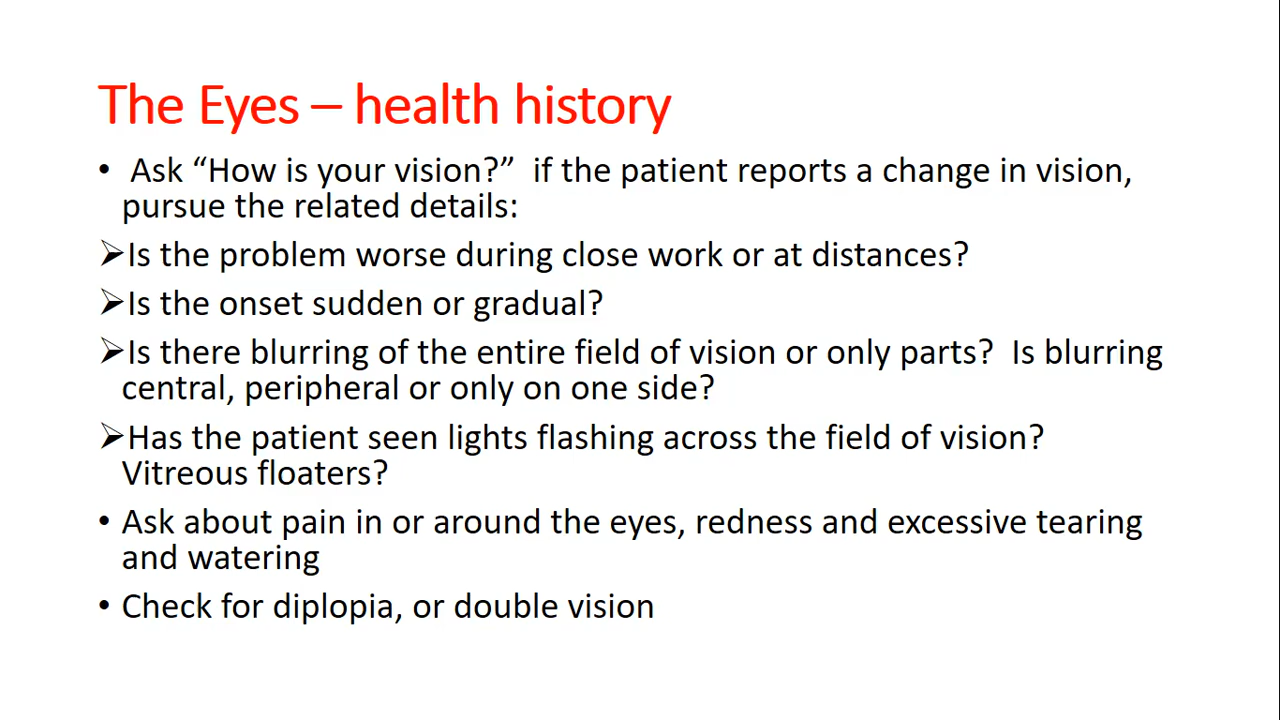 The Eyes – health history
• Ask “How is your vision?”  if the patient reports a change in vision,
pursue the related details:
➢Is the problem worse during close work or at distances?
➢Is the onset sudden or gradual?
➢Is there blurring of the entire field of vision or only parts?  Is blurring
central, peripheral or only on one side?
➢Has the patient seen lights flashing across the field of vision?
Vitreous floaters?
• Ask about pain in or around the eyes, redness and excessive tearing
and watering
• Check for diplopia, or double vision